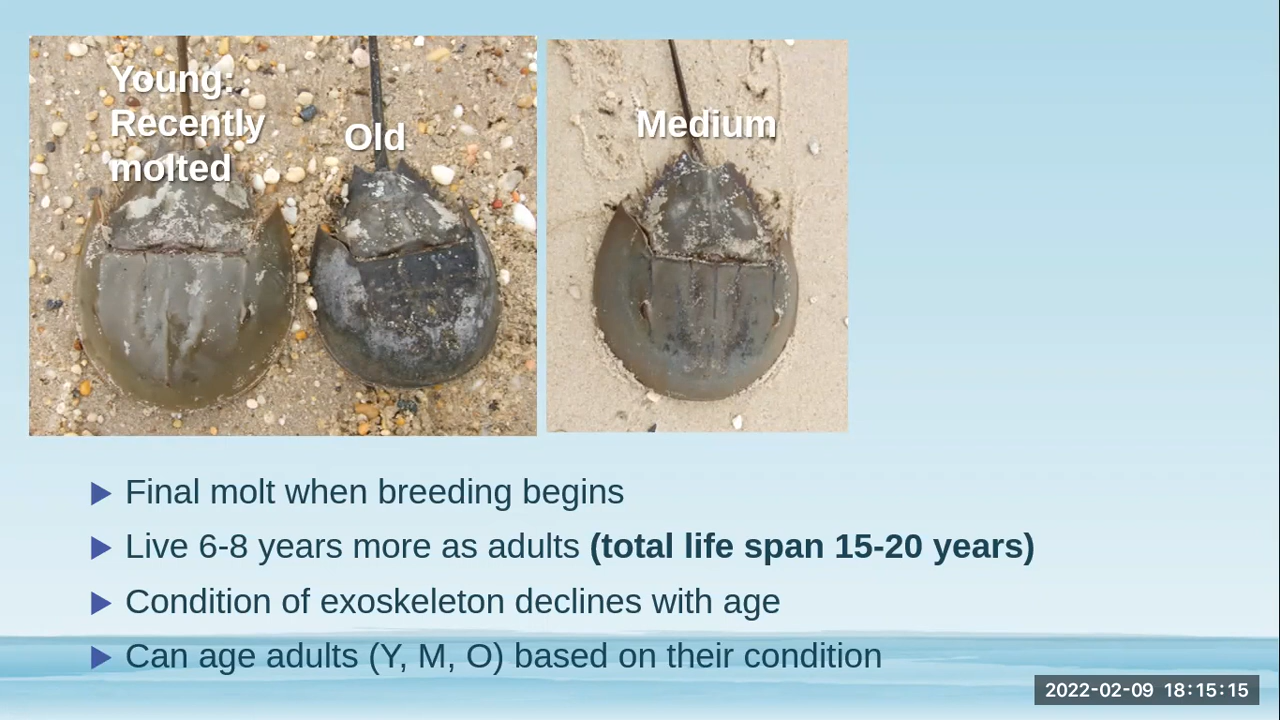 Young:
Recently
molted
Old
Medium
Final molt when breeding begins
Live 6-8 years more as adults (total life span 15-20 years)
Condition of exoskeleton declines with age
Can age adults (Y, M, O) based on their condition
2022-02-09 18:15:15